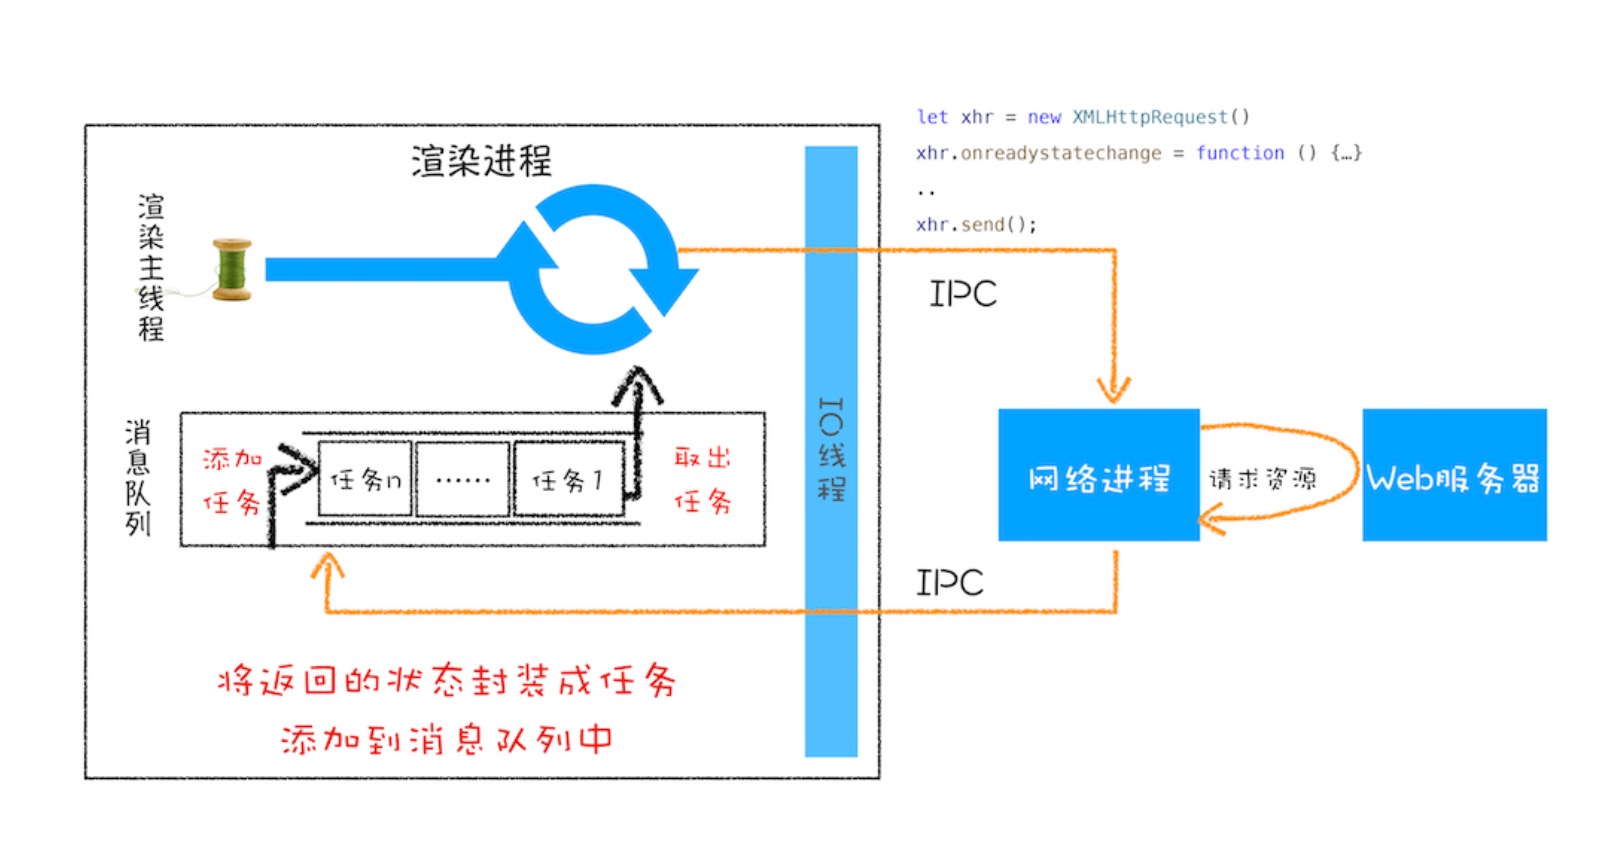 let xhr = new XMLHttpRequest()
xhr.onreadystatechange = function () {…}
..
xhr.send();
渲染进程
渲染主线程
IPC
IO线程
消息队列
添加
任务
任务n
……
任务1
取出
任务
网络进程
请求资源
Web服务器
IPC
将返回的状态封装成任务
添加到消息队列中